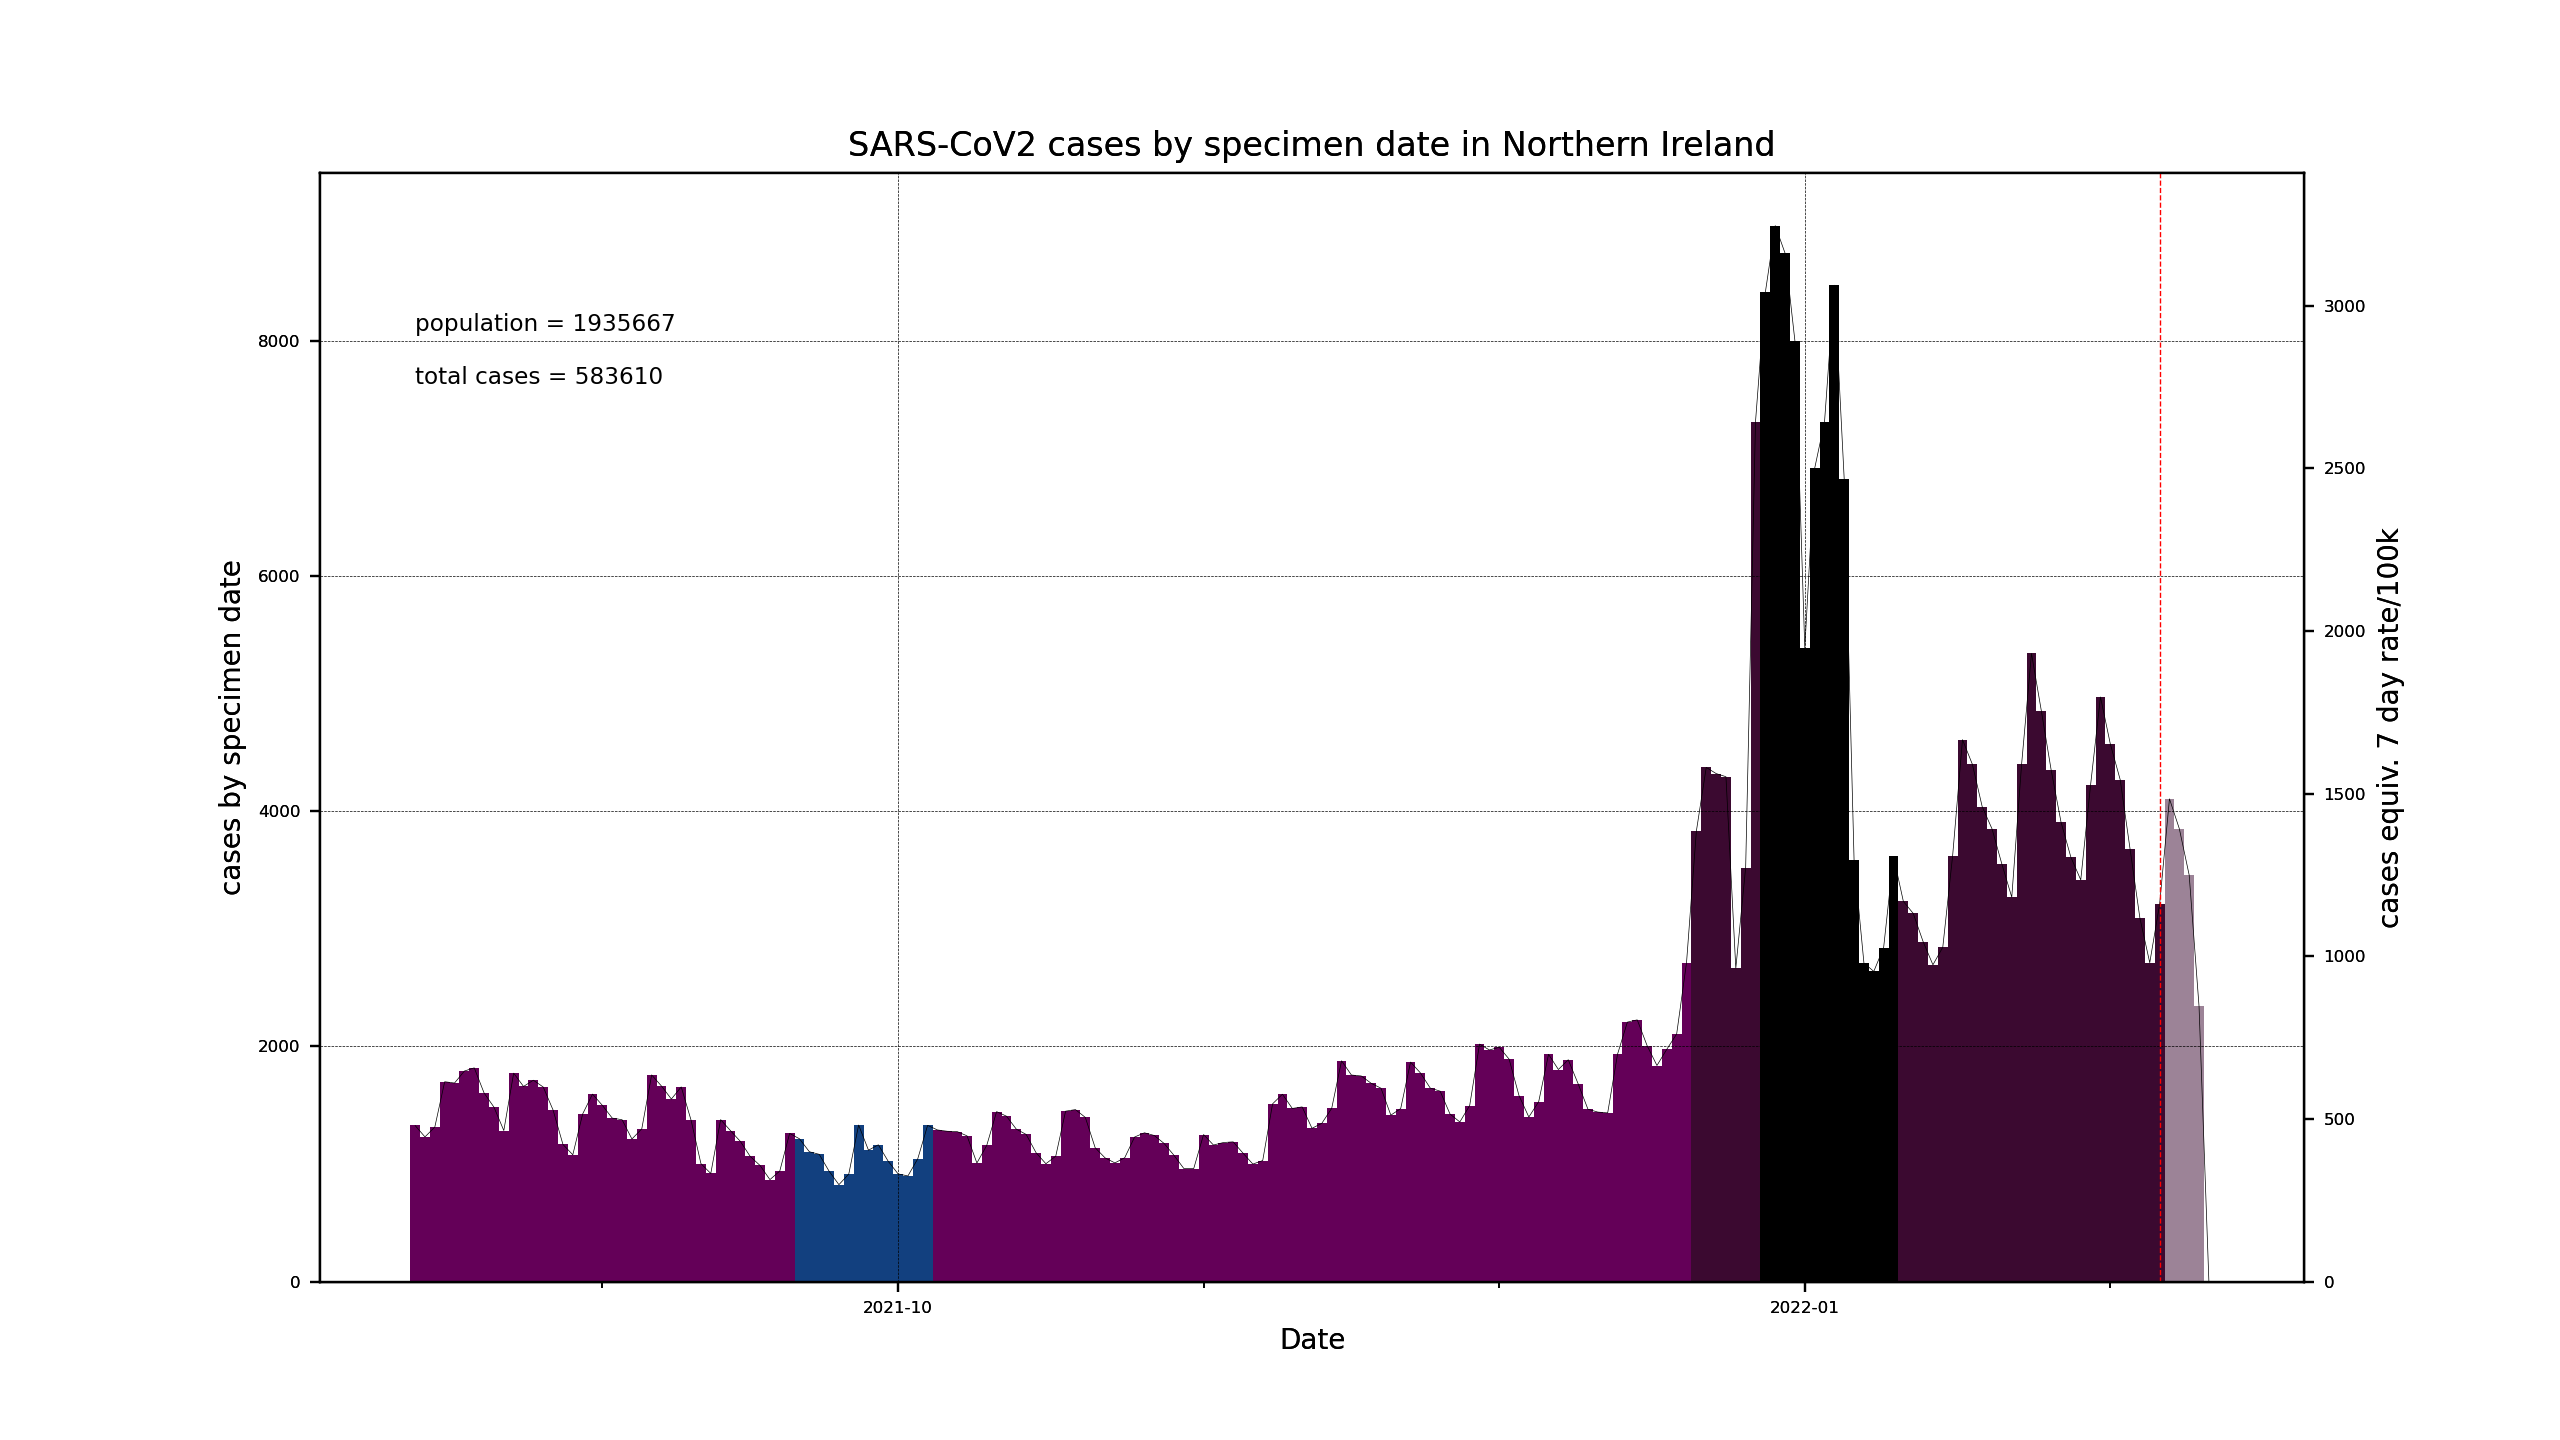 SARS-CoV2 cases by specimen date in Northern Ireland
population = 1935667
total cases = 583610
cases by specimen date
8000
6000
4000
2000
0
3000
2500
2000
1500
1000
500
0
cases equiv. 7 day rate/100k
2021-10
2022-01
Date